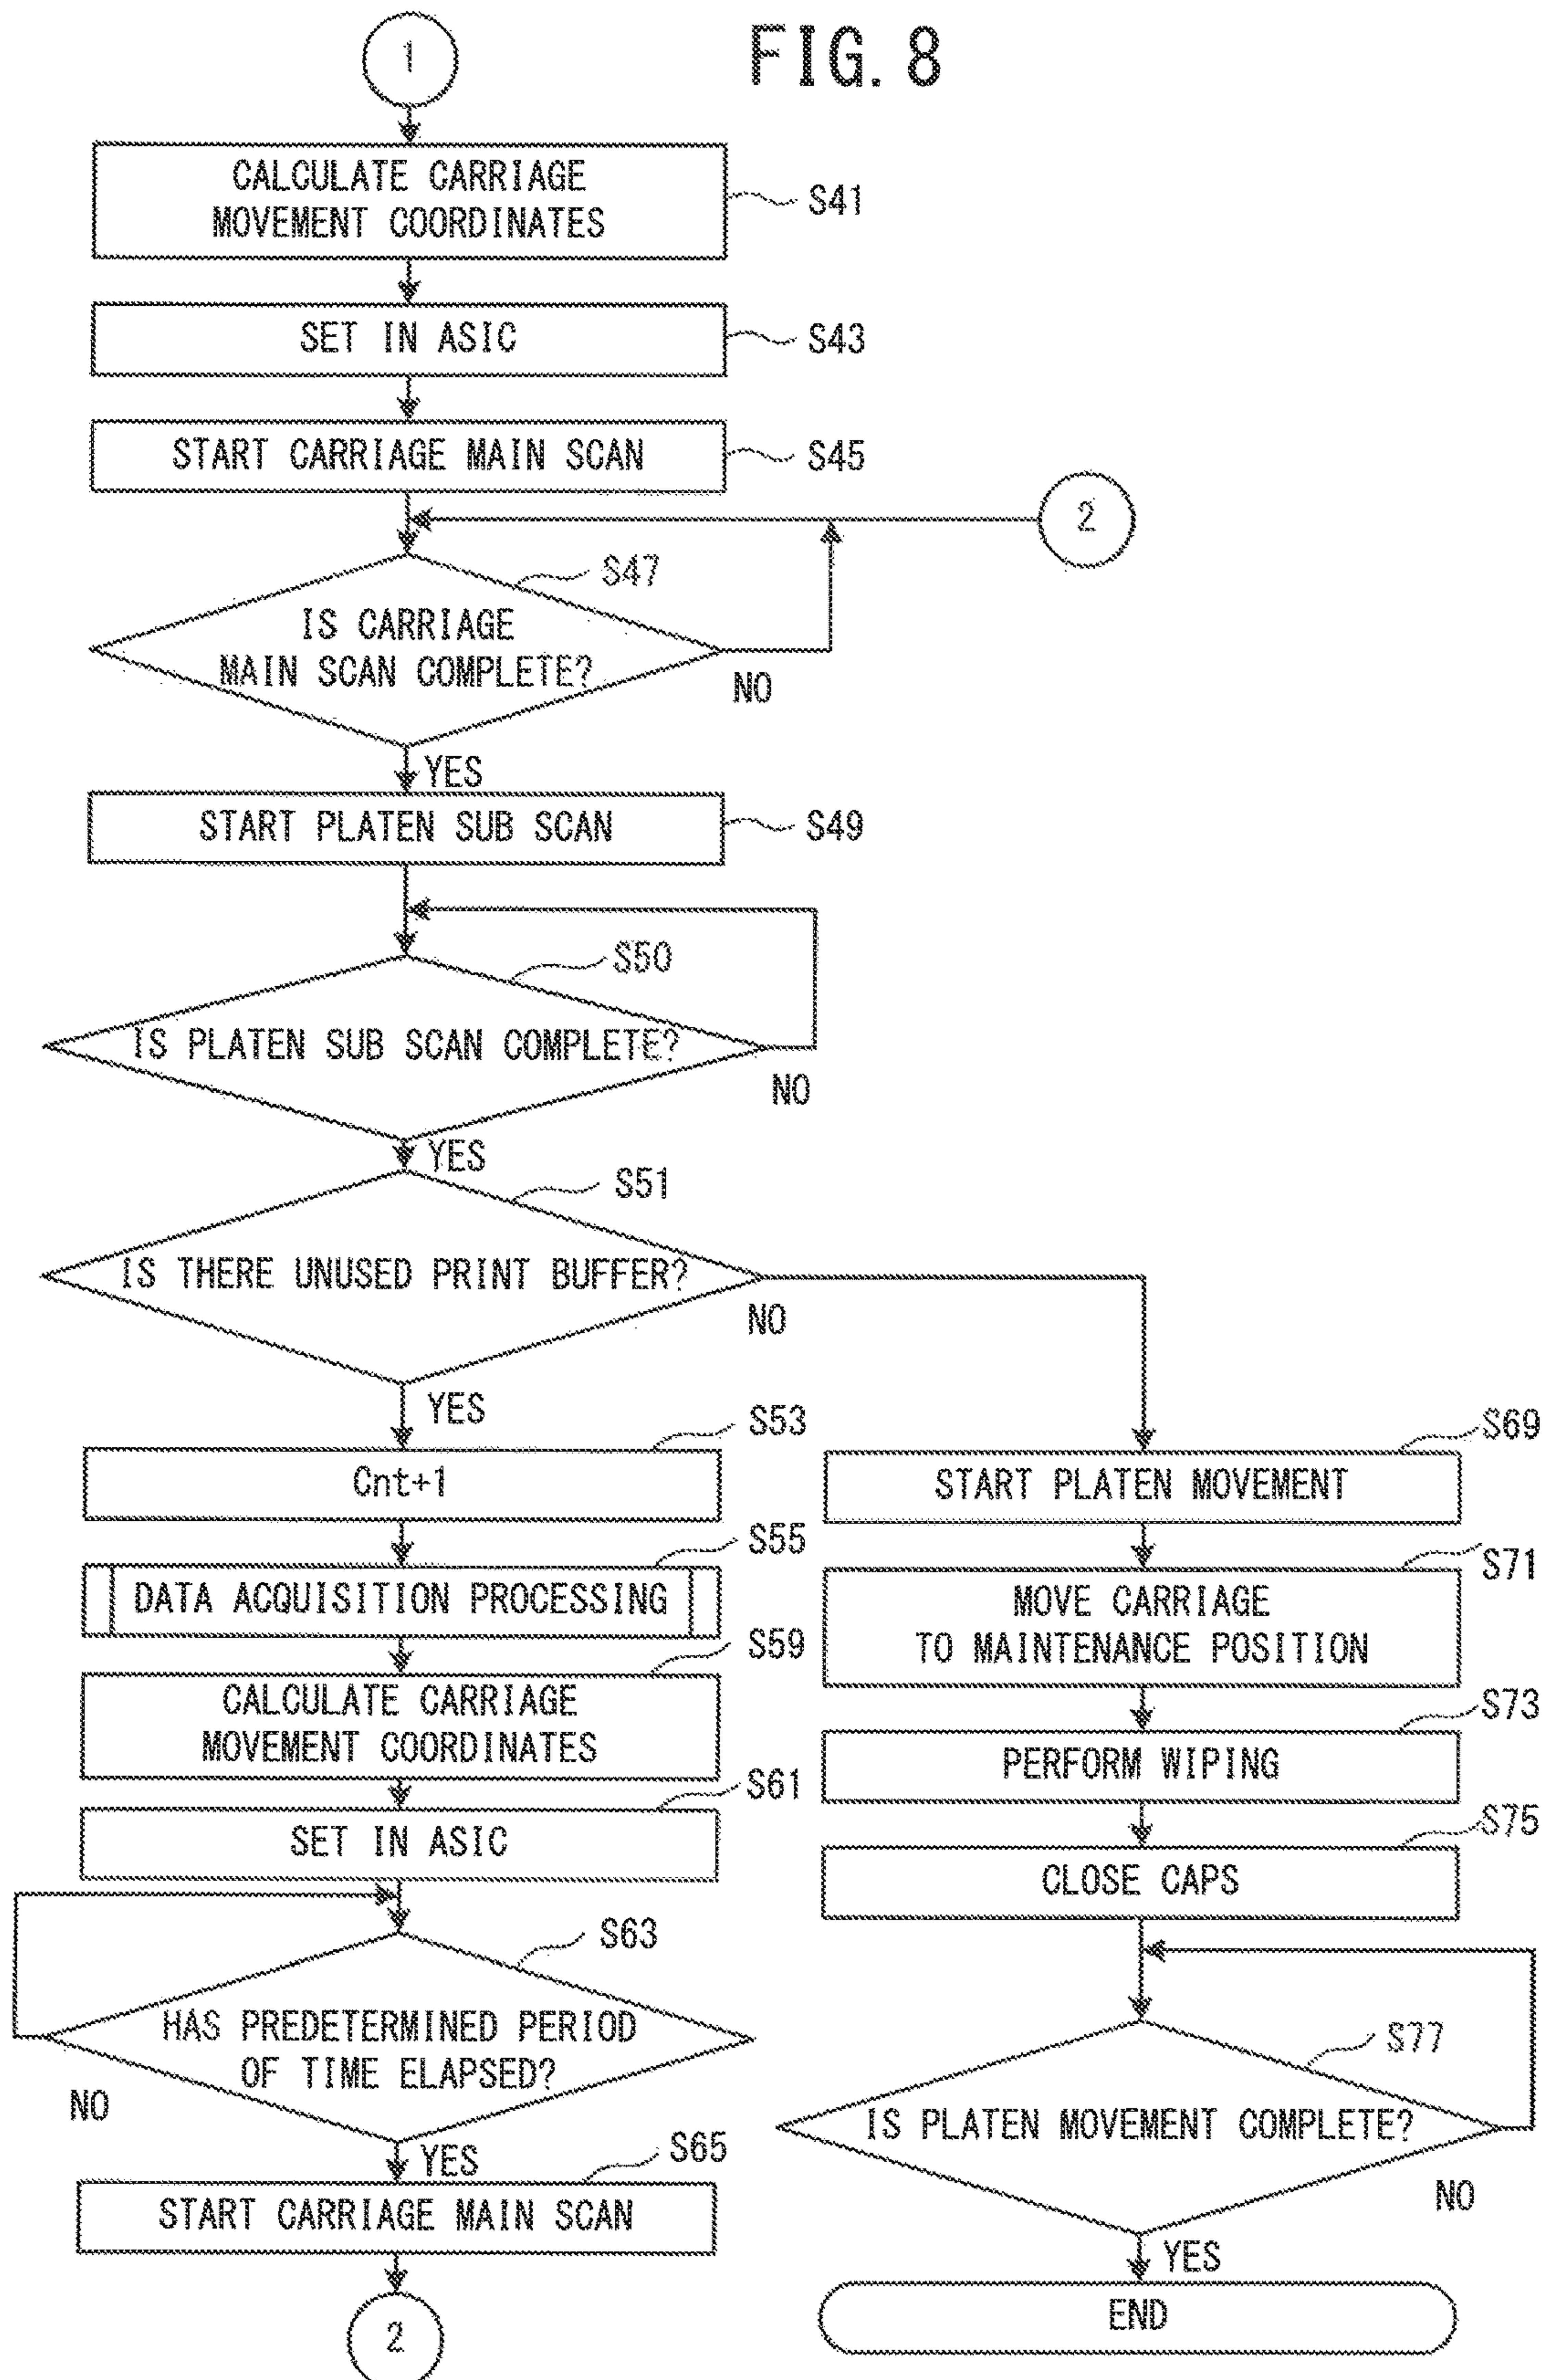 FIG. 8
1
CALCULATE CARRIAGE
MOVEMENT COORDINATES
S41
SET IN ASIC
S43
START CARRIAGE MAIN SCAN
S45
2
S47
IS CARRIAGE
MAIN SCAN COMPLETE?
NO
YES
START PLATEN SUB SCAN
S49
S50
IS PLATEN SUB SCAN COMPLETE?
NO
YES
S51
IS THERE UNUSED PRINT BUFFER?
NO
YES
S53
Cnt+1
S55
DATA ACQUISITION PROCESSING
S59
CALCULATE CARRIAGE
MOVEMENT COORDINATES
S61
SET IN ASIC
S63
HAS PREDETERMINED PERIOD
OF TIME ELAPSED?
NO
YES
S65
START CARRIAGE MAIN SCAN
2
S69
START PLATEN MOVEMENT
S71
MOVE CARRIAGE
TO MAINTENANCE POSITION
S73
PERFORM WIPING
S75
CLOSE CAPS
S77
IS PLATEN MOVEMENT COMPLETE?
NO
YES
END